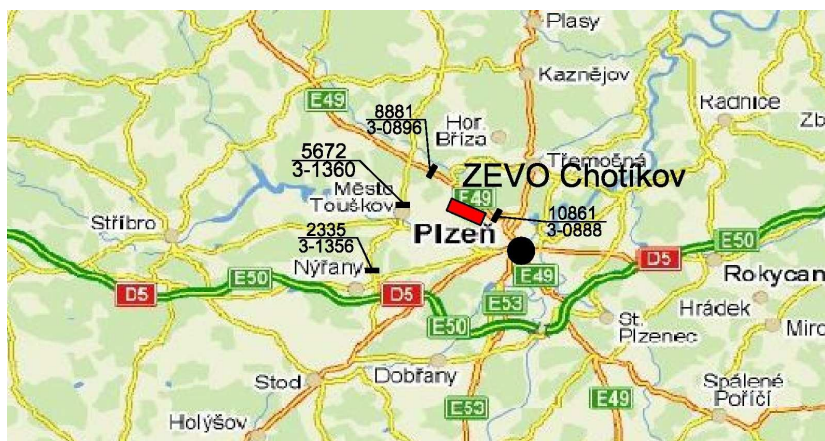 Plasy
Kaznějov
E49
8881
3-0896
Hor.
Bříza
Radnice
Zb
5672
3-1360
Třemošná
ZEVO Chotíkov
Město
Touškov
E49
10861
3-0888
Stříbro
2335
3-1356
Plzeň
E50
D5
Nýřany
E50
E49
D5
D5
E53
Rokycan
Hrádek
E50
St.
Plzenec
Miro
Dobřany
Stod
E49
Spálené
Poříčí
E53
Holýšov